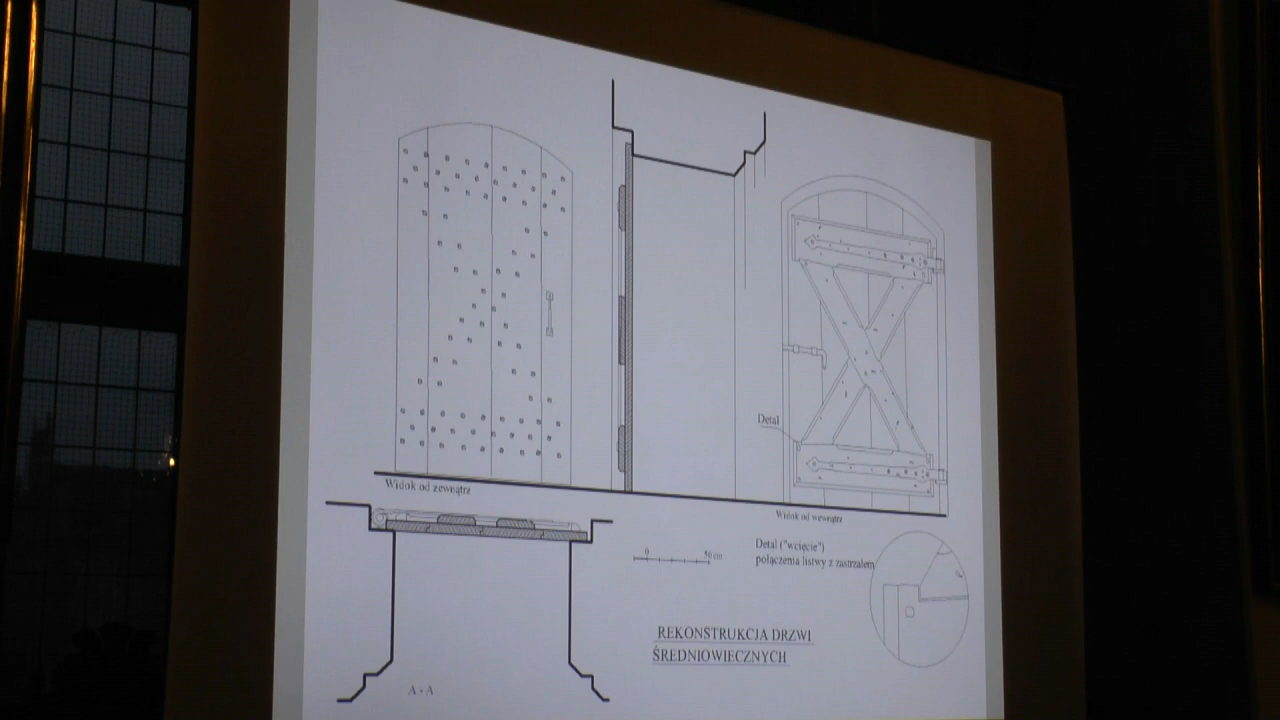 Detal
Widok od zewnątrz
Widok od wewnątrz
0 50 cm
Detal ("wcięcie")
połączenia listwy z zastrzałem
REKONSTRUKCJA DRZWI
ŚREDNIOWIECZNYCH
A - A